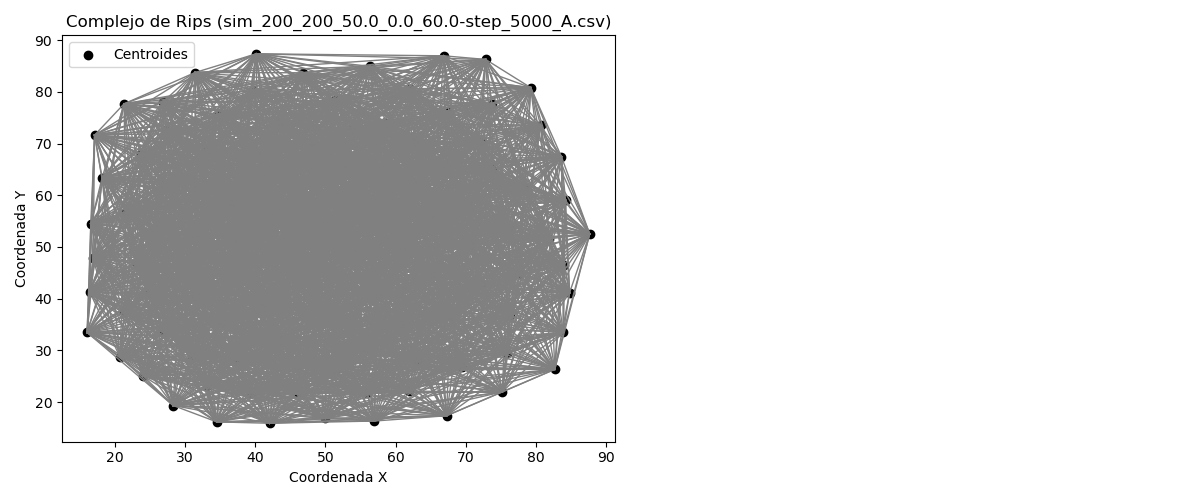 Complejo de Rips (sim_200_200_50.0_0.0_60.0-step_5000_A.csv)
90
Centroides
80
70
60
50
40
30
20
Coordenada Y
20 30 40 50 60 70 80 90
Coordenada X